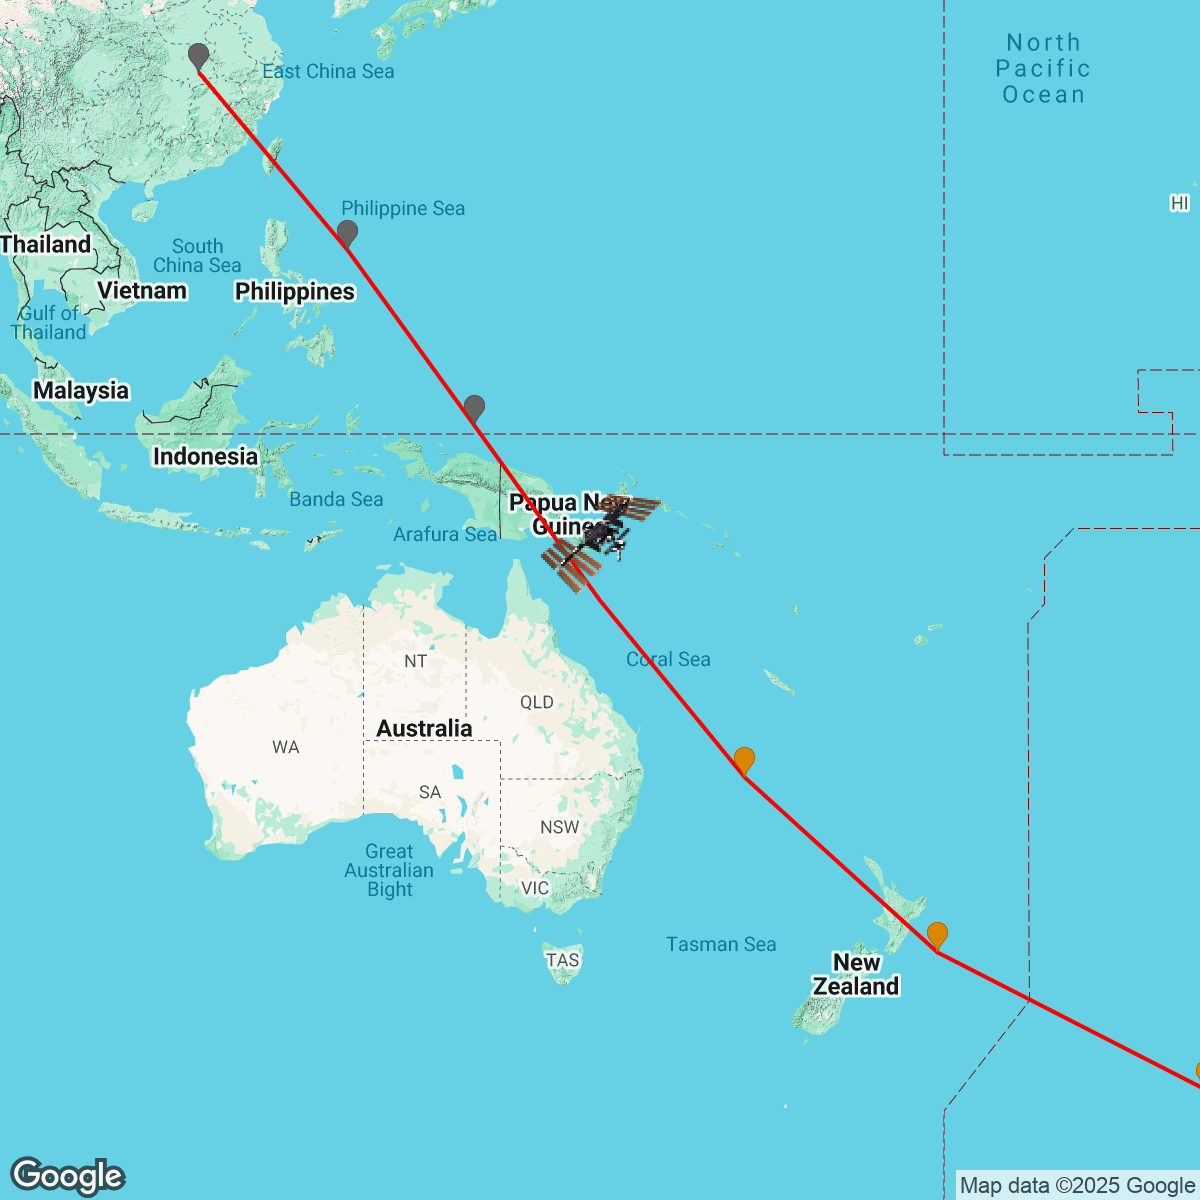 North
Pacific
Ocean
East China Sea
HI
Philippine Sea
Thailand
South
China Sea
Vietnam
Philippines
Gulf of
Thailand
Malaysia
Indonesia
Banda Sea
Papua New
Guinea
Arafura Sea
NT
Coral Sea
QLD
Australia
WA
SA
NSW
Great
Australian
Bight
VIC
Tasman Sea
TAS
New
Zealand
Google
Map data ©2025 Google